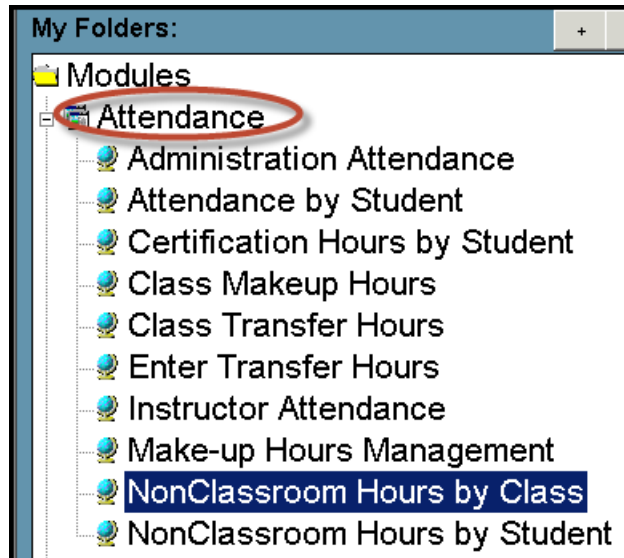 My Folders: +
Modules
Attendance
Administration Attendance
Attendance by Student
Certification Hours by Student
Class Makeup Hours
Class Transfer Hours
Enter Transfer Hours
Instructor Attendance
Make-up Hours Management
NonClassroom Hours by Class
NonClassroom Hours by Student